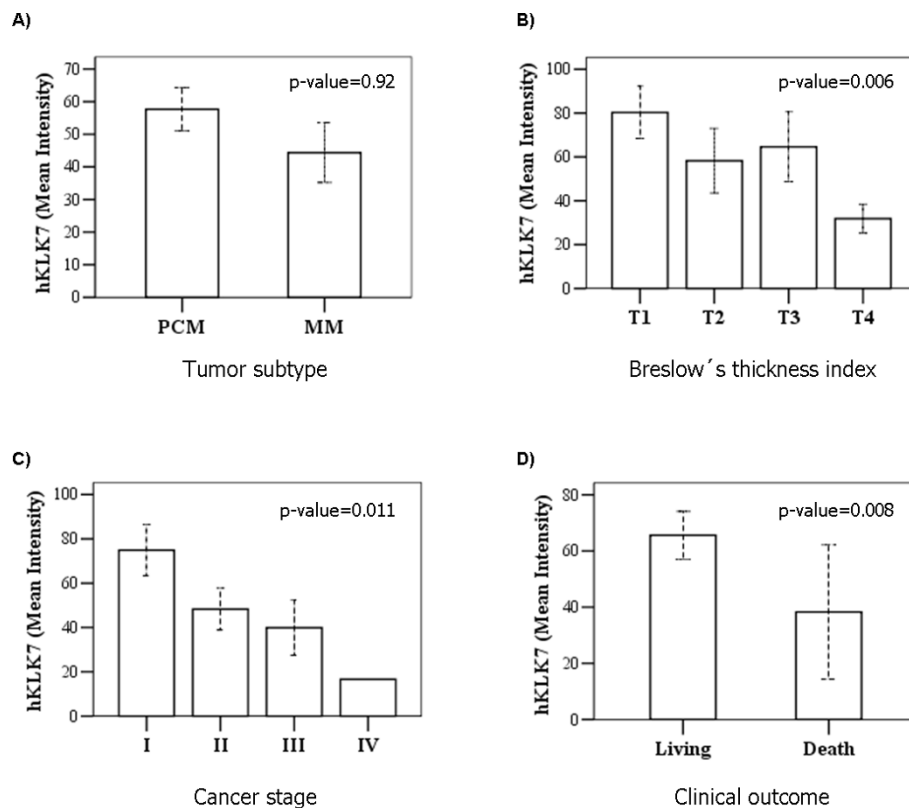 A)
hKLK7 (Mean Intensity)
70
60
50
40
30
20
10
0
p-value=0.92
PCM MM
Tumor subtype
B)
hKLK7 (Mean Intensity)
100
80
60
40
20
0
p-value=0.006
T1 T2 T3 T4
Breslow´s thickness index
C)
hKLK7 (Mean Intensity)
100
80
60
40
20
0
p-value=0.011
I II III IV
Cancer stage
D)
hKLK7 (Mean Intensity)
80
60
40
20
0
p-value=0.008
Living Death
Clinical outcome